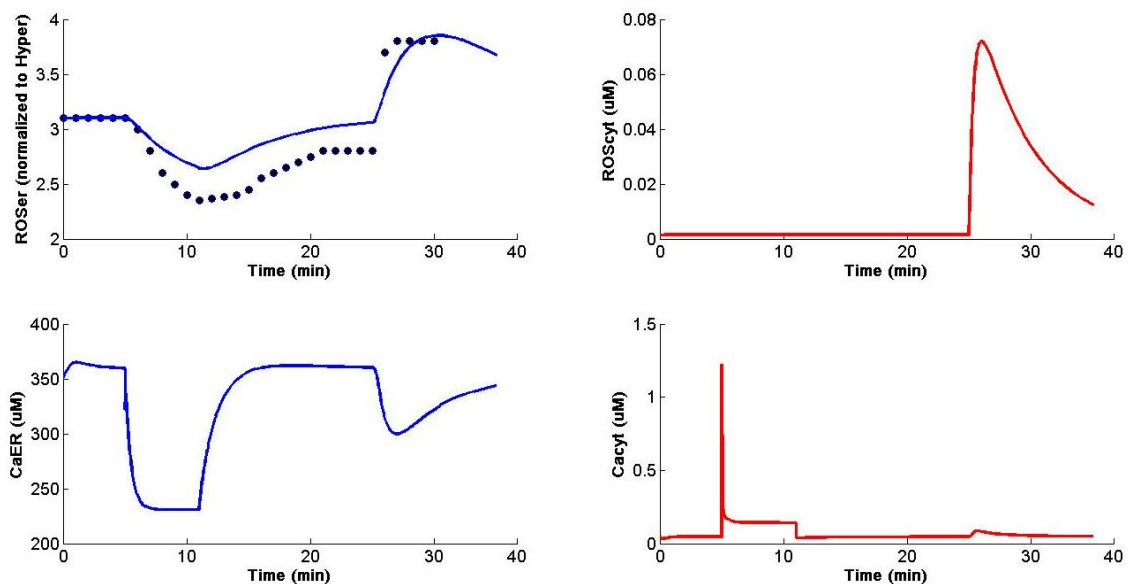 ROSer (normalized to Hyper)
4
3.5
3
2.5
2
0 10 20 30 40
Time (min)
ROScyt (uM)
0.08
0.06
0.04
0.02
0
0 10 20 30 40
Time (min)
CaER (uM)
400
350
300
250
200
0 10 20 30 40
Time (min)
Cacyt (uM)
1.5
1
0.5
0
0 10 20 30 40
Time (min)